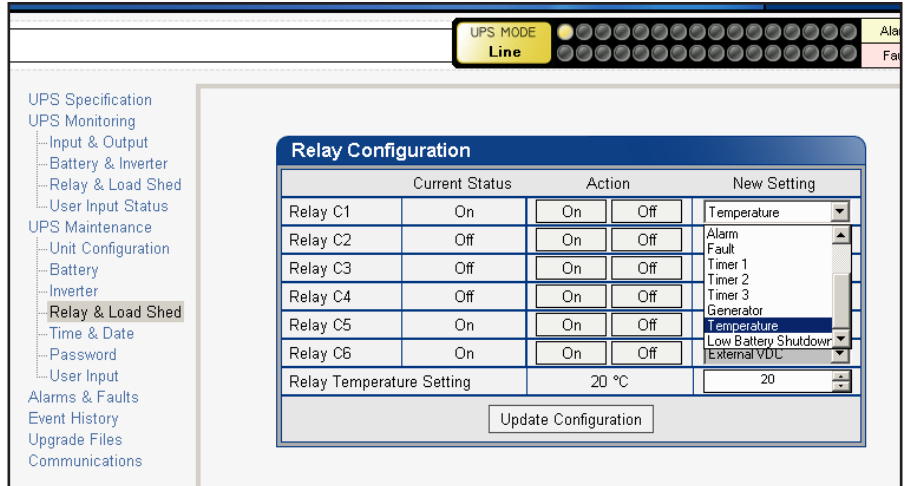 UPS MODE
Line
Ala
Fau
UPS Specification
UPS Monitoring
Input & Output
Battery & Inverter
Relay & Load Shed
User Input Status
UPS Maintenance
Unit Configuration
Battery
Inverter
Relay & Load Shed
Time & Date
Password
User Input
Alarms & Faults
Event History
Upgrade Files
Communications
Relay Configuration
Current Status Action New Setting
Relay C1 On On Off Temperature
Relay C2 Off On Off
Relay C3 Off On Off
Relay C4 Off On Off
Relay C5 On On Off
Relay C6 On On Off External VDC
Alarm
Fault
Timer 1
Timer 2
Timer 3
Generator
Temperature
Low Battery Shutdown
Relay Temperature Setting 20 °C 20
Update Configuration